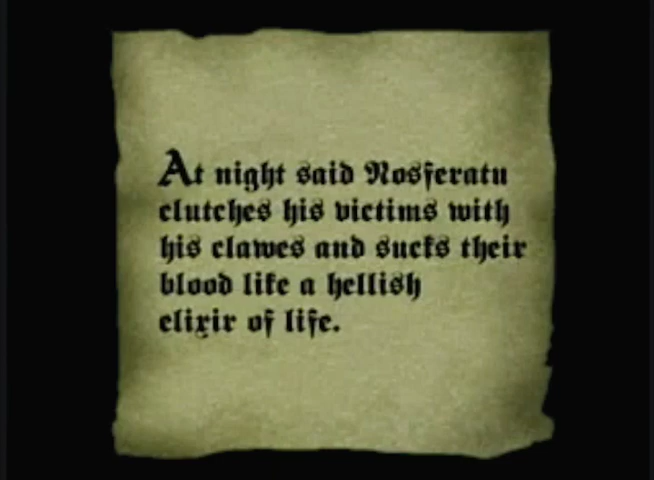 At night said Nosferatu
clutches his victims with
his clawes and sucks their
blood like a hellish
elixir of life.